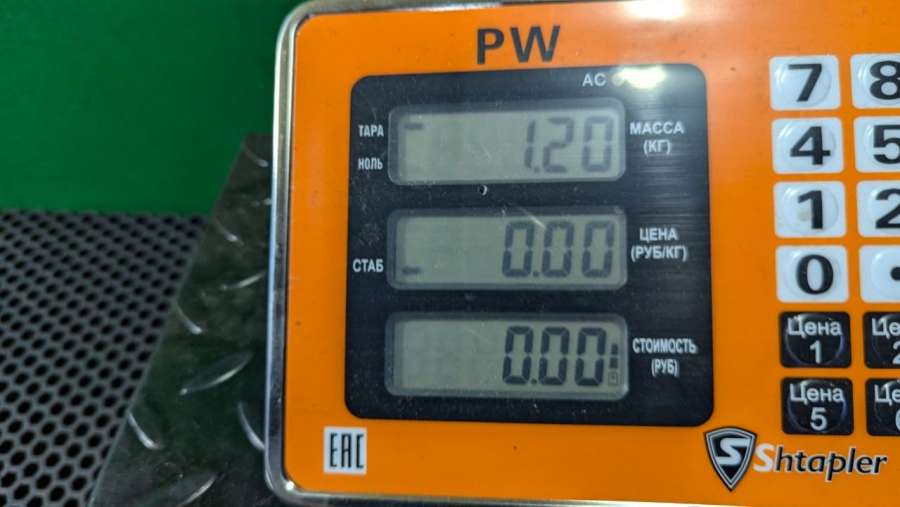 PW
AC
ТАРА
НОЛЬ
1.20
МАССА
(КГ)
СТАБ
0.00
ЦЕНА
(РУБ/КГ)
0.00
СТОИМОСТЬ
(РУБ)
7 8
4 5
1 2
0 .
Цена
1
Цена
5
EAC
S Shtapler